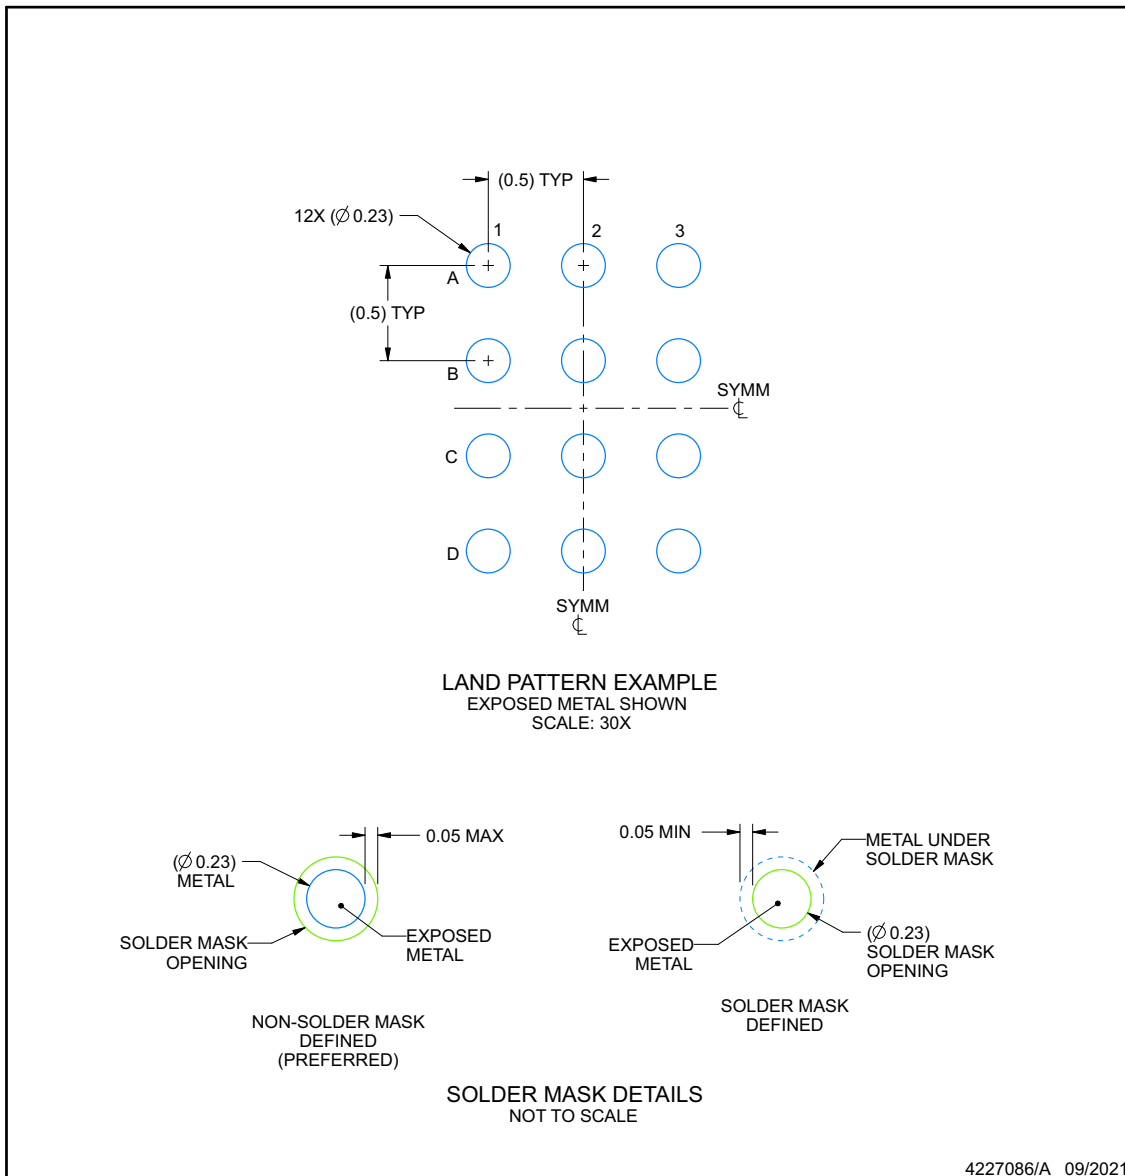 (0.5) TYP
12X (∅ 0.23)
1
2
3
A
(0.5) TYP
B
SYMM
℄
C
D
SYMM
℄
LAND PATTERN EXAMPLE
EXPOSED METAL SHOWN
SCALE: 30X
0.05 MAX
(∅ 0.23)
METAL
SOLDER MASK
OPENING
EXPOSED
METAL
NON-SOLDER MASK
DEFINED
(PREFERRED)
0.05 MIN
METAL UNDER
SOLDER MASK
EXPOSED
METAL
(∅ 0.23)
SOLDER MASK
OPENING
SOLDER MASK
DEFINED
SOLDER MASK DETAILS
NOT TO SCALE
4227086/A 09/2021